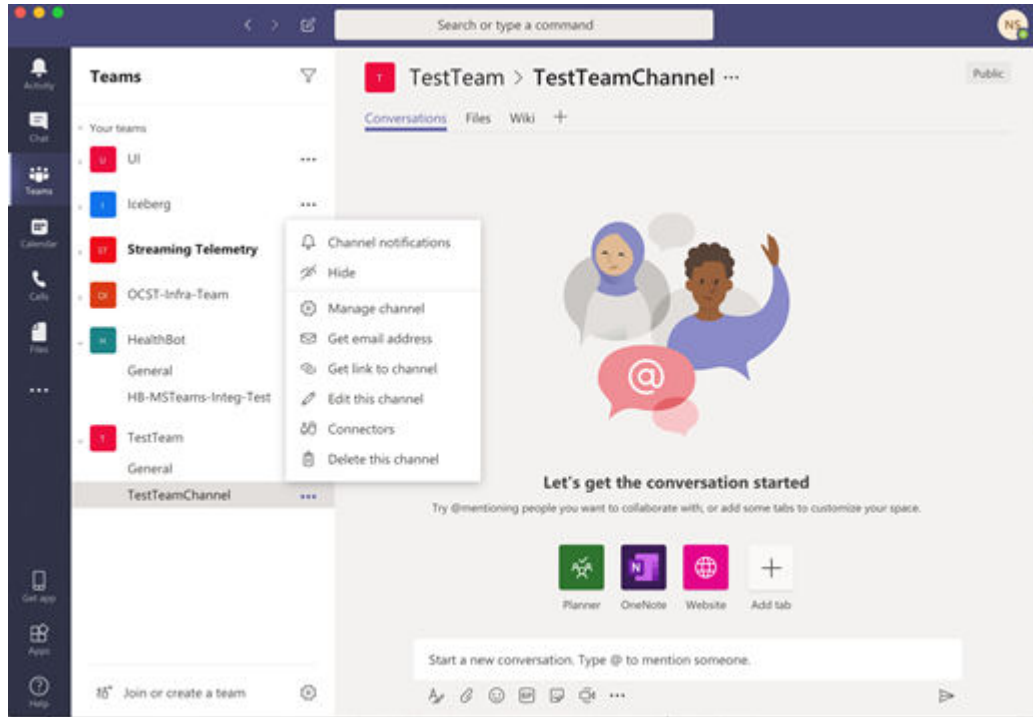 Search or type a command
NS
Activity
Chat
Teams
Calendar
Calls
Files
Get app
Apps
Help
Teams
Your teams
U UI
I Iceberg
ST Streaming Telemetry
OI OCST-Infra-Team
H HealthBot
General
HB-MSTeams-Integ-Test
T TestTeam
General
TestTeamChannel
Join or create a team
Channel notifications
Hide
Manage channel
Get email address
Get link to channel
Edit this channel
Connectors
Delete this channel
T TestTeam > TestTeamChannel ...
Public
Conversations Files Wiki +
@
Let's get the conversation started
Try @mentioning people you want to collaborate with, or add some tabs to customize your space.
N
Planner OneNote Website Add tab
Start a new conversation. Type @ to mention someone.
GIF